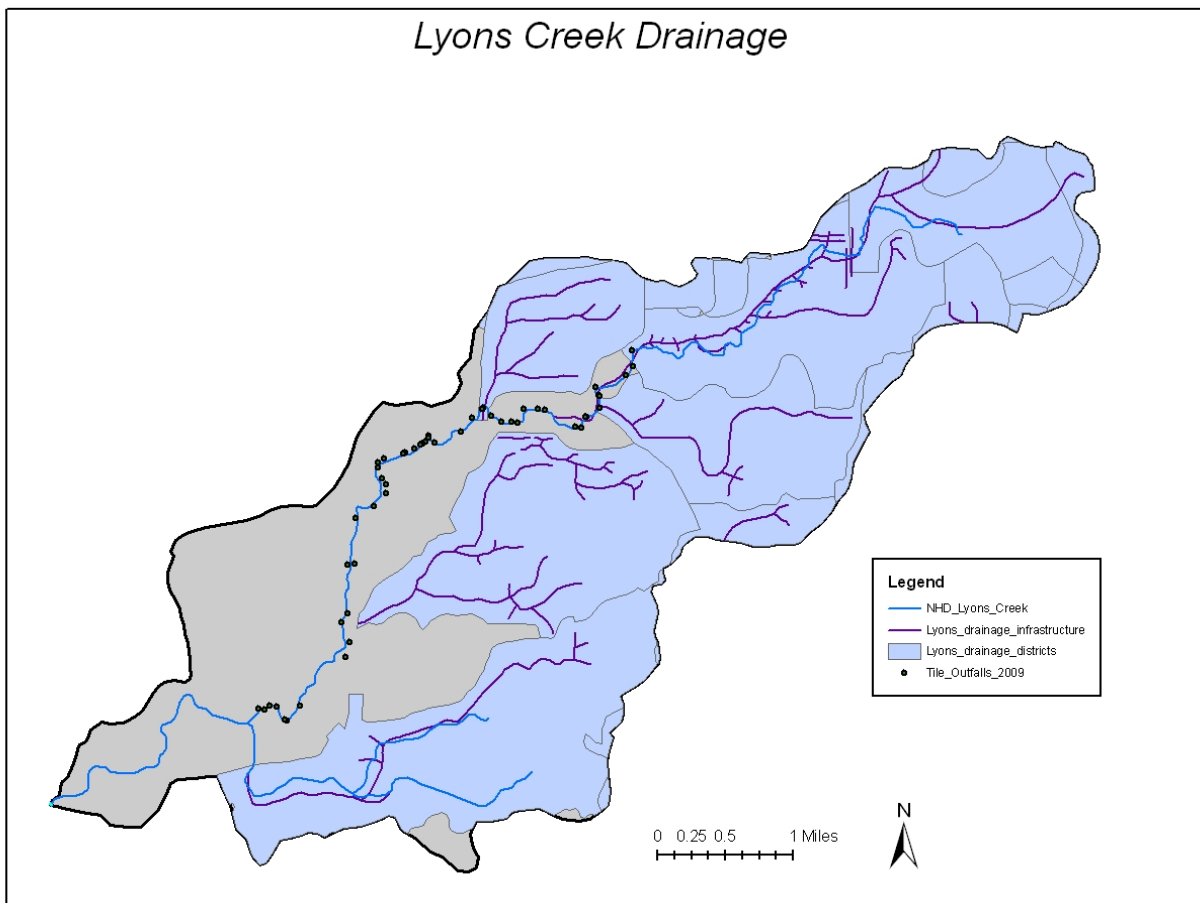 Lyons Creek Drainage
Legend
NHD_Lyons_Creek
Lyons_drainage_infrastructure
Lyons_drainage_districts
Tile_Outfalls_2009
N
0 0.25 0.5 1 Miles